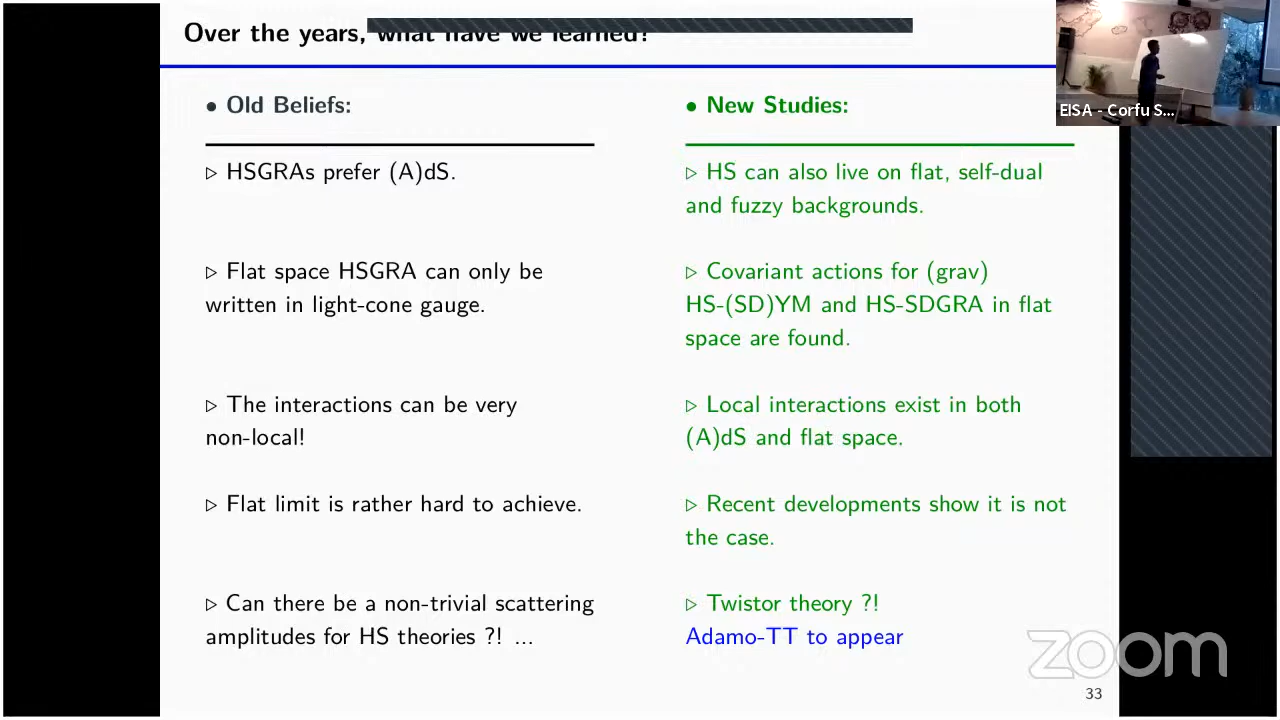 Over the years, what have we learned?
• Old Beliefs:
▷ HSGRAs prefer (A)dS.
▷ Flat space HSGRA can only be
written in light-cone gauge.
▷ The interactions can be very
non-local!
▷ Flat limit is rather hard to achieve.
▷ Can there be a non-trivial scattering
amplitudes for HS theories ?! ...
• New Studies:
▷ HS can also live on flat, self-dual
and fuzzy backgrounds.
▷ Covariant actions for (grav)
HS-(SD)YM and HS-SDGRA in flat
space are found.
▷ Local interactions exist in both
(A)dS and flat space.
▷ Recent developments show it is not
the case.
▷ Twistor theory ?!
Adamo-TT to appear
33
EISA - Corfu S...
zoom